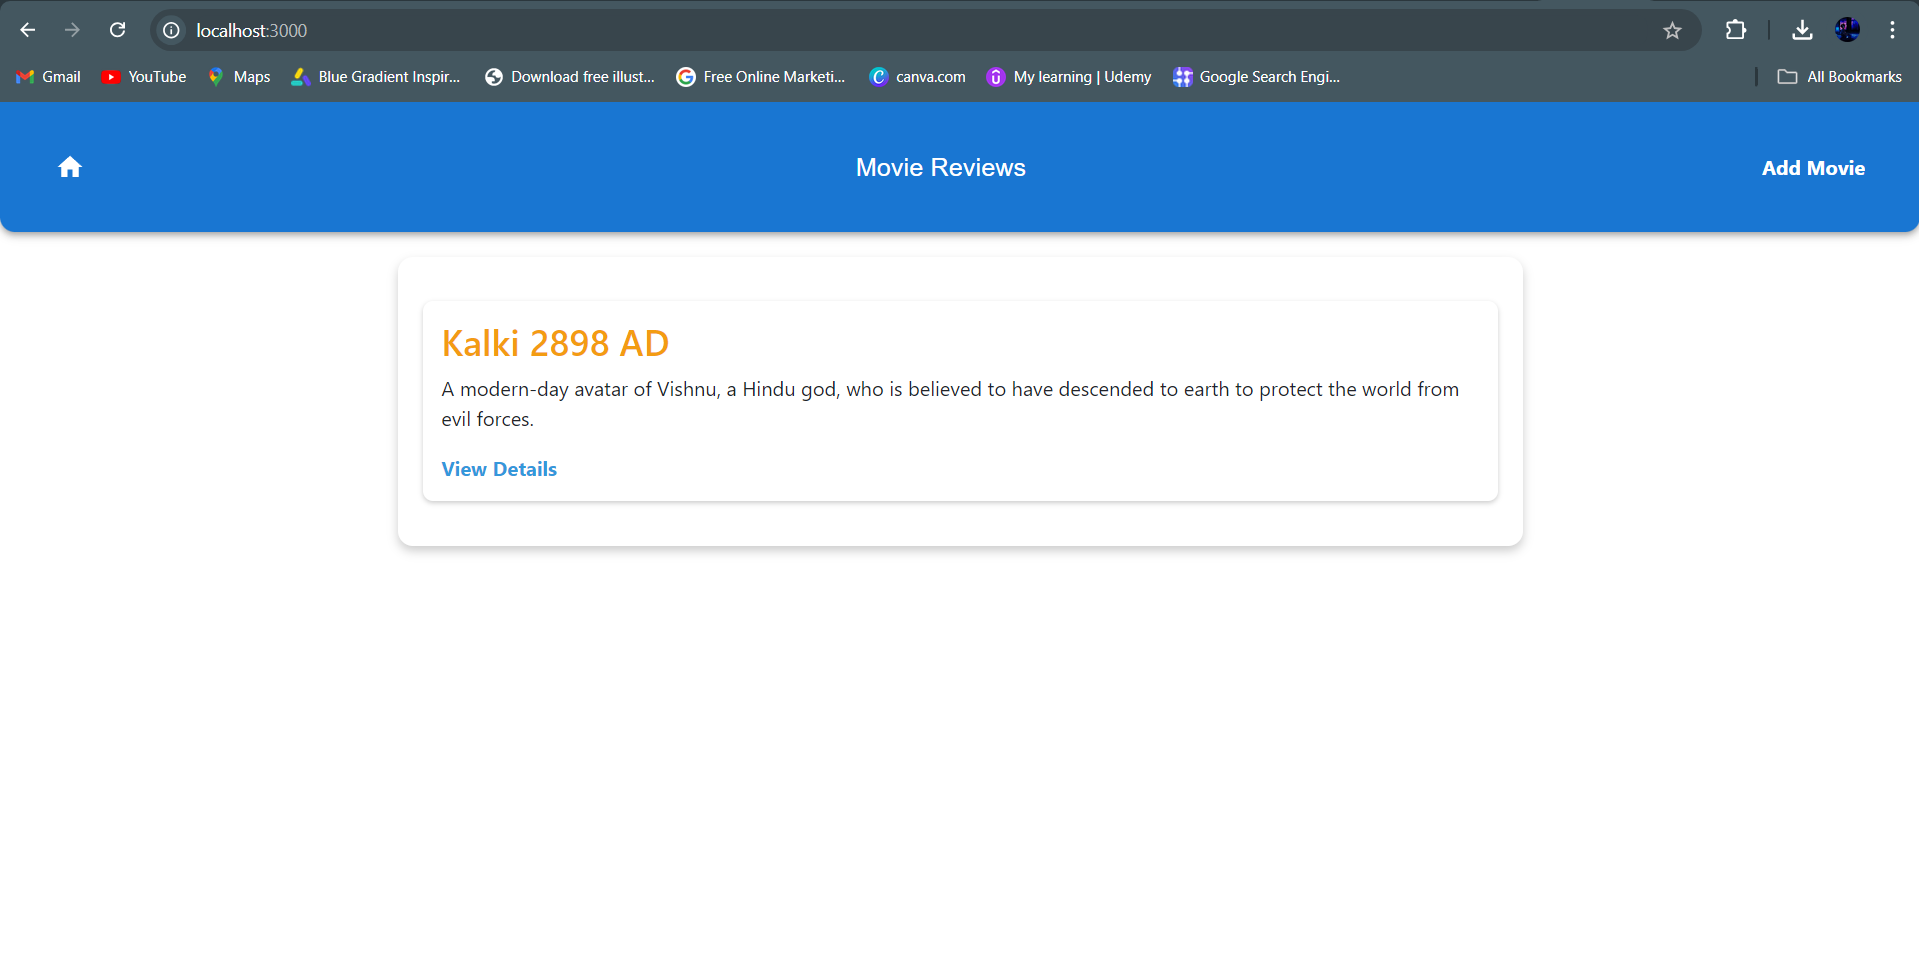 localhost:3000
Gmail YouTube Maps Blue Gradient Inspir... Download free illust... Free Online Marketi... canva.com My learning | Udemy Google Search Engi... All Bookmarks
Movie Reviews Add Movie
Kalki 2898 AD
A modern-day avatar of Vishnu, a Hindu god, who is believed to have descended to earth to protect the world from
evil forces.
View Details